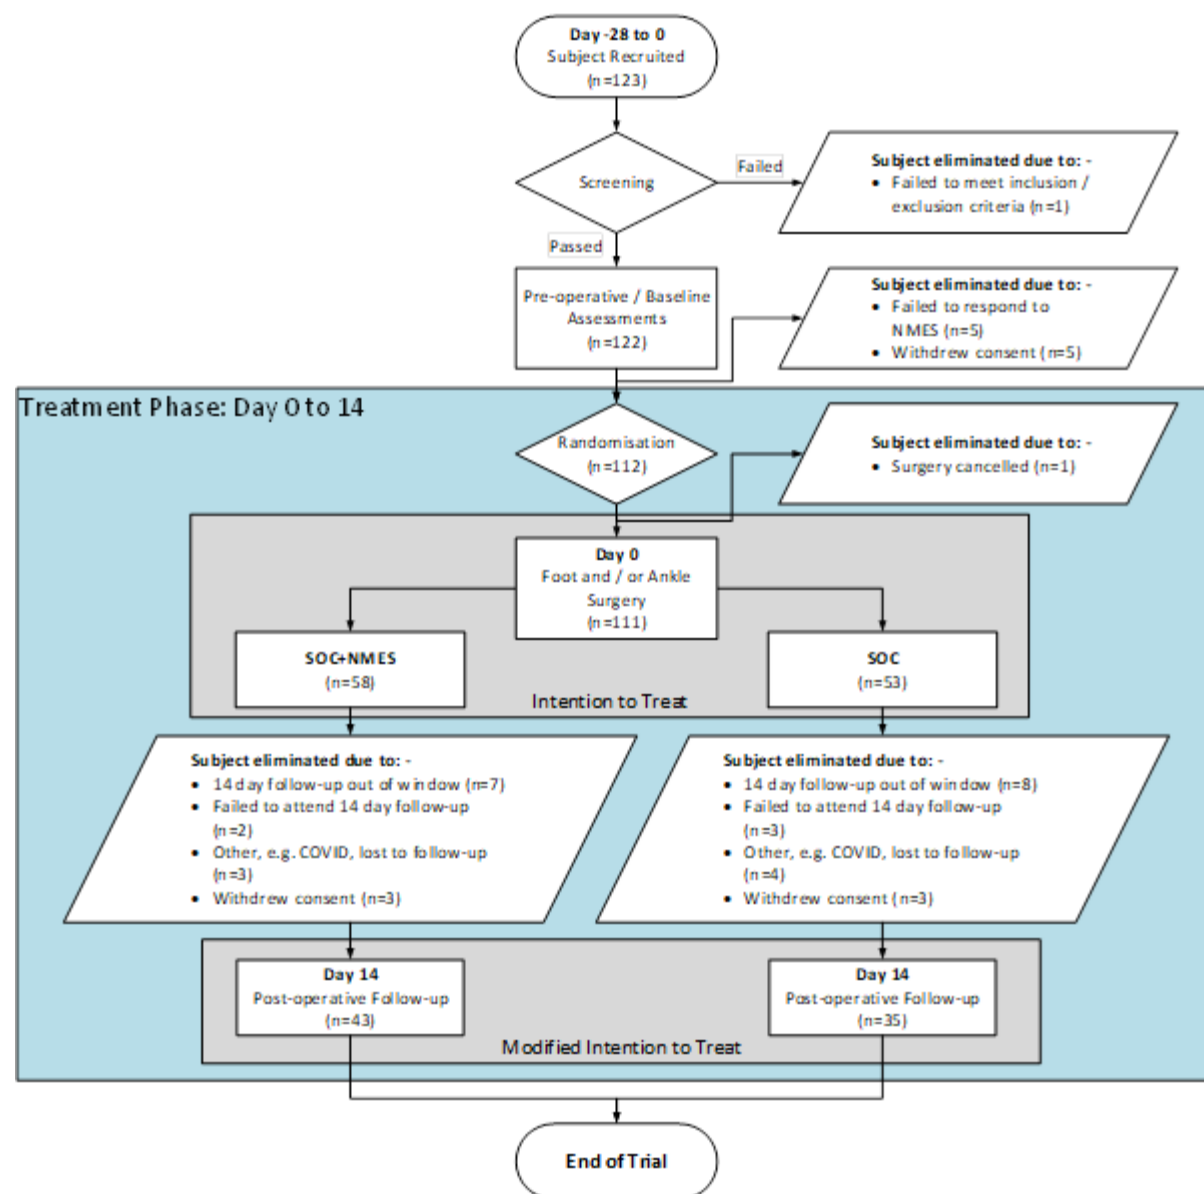 Day -28 to 0
Subject Recruited
(n=123)
Screening
Failed
Subject eliminated due to: -
• Failed to meet inclusion /
exclusion criteria (n=1)
Passed
Pre-operative / Baseline
Assessments
(n=122)
Subject eliminated due to: -
• Failed to respond to
NMES (n=5)
• Withdrew consent (n=5)
Treatment Phase: Day 0 to 14
Randomisation
(n=112)
Subject eliminated due to: -
• Surgery cancelled (n=1)
Day 0
Foot and / or Ankle
Surgery
(n=111)
SOC+NMES
(n=58)
SOC
(n=53)
Intention to Treat
Subject eliminated due to: -
• 14 day follow-up out of window (n=7)
• Failed to attend 14 day follow-up
(n=2)
• Other, e.g. COVID, lost to follow-up
(n=3)
• Withdrew consent (n=3)
Subject eliminated due to: -
• 14 day follow-up out of window (n=8)
• Failed to attend 14 day follow-up
(n=3)
• Other, e.g. COVID, lost to follow-up
(n=4)
• Withdrew consent (n=3)
Day 14
Post-operative Follow-up
(n=43)
Day 14
Post-operative Follow-up
(n=35)
Modified Intention to Treat
End of Trial